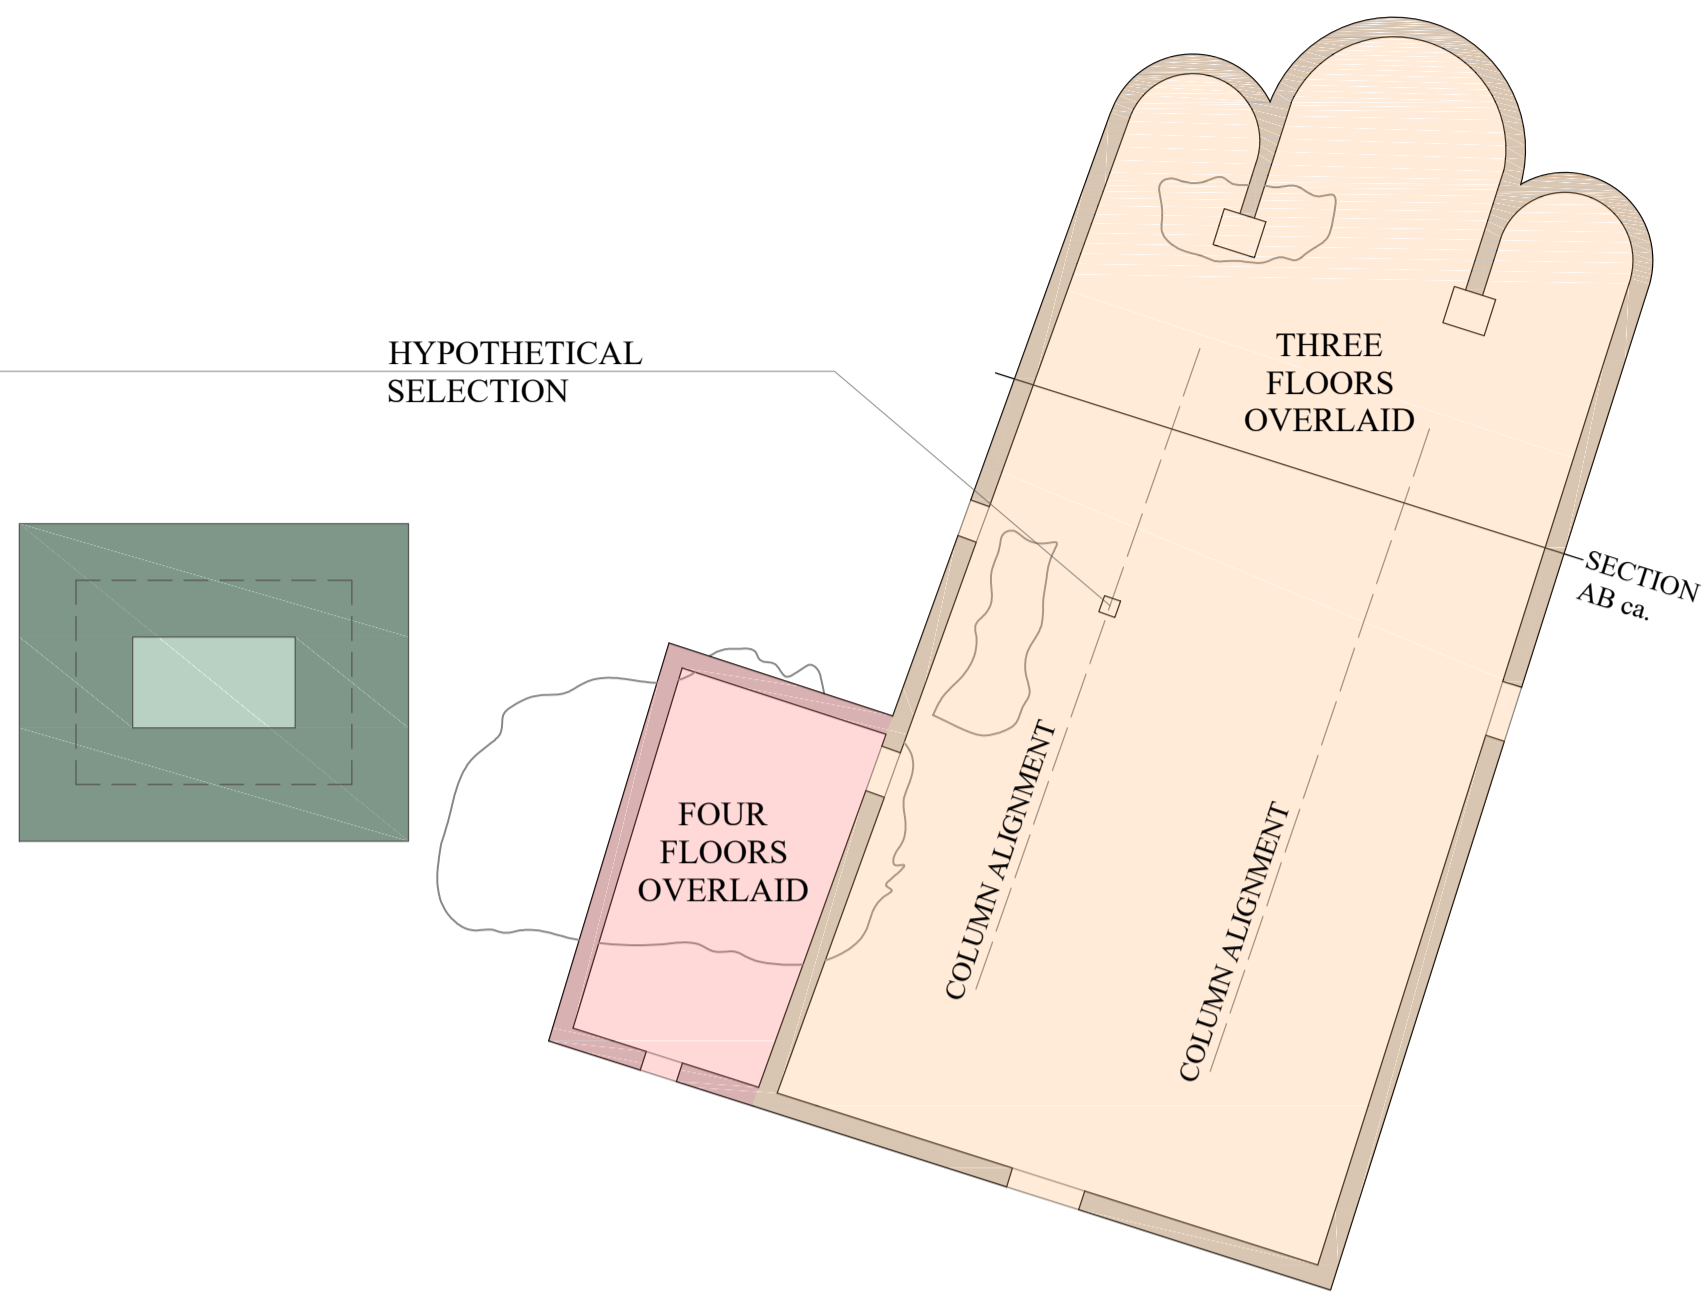 HYPOTHETICAL
SELECTION
THREE
FLOORS
OVERLAID
SECTION
AB ca.
FOUR
FLOORS
OVERLAID
COLUMN ALIGNMENT
COLUMN ALIGNMENT